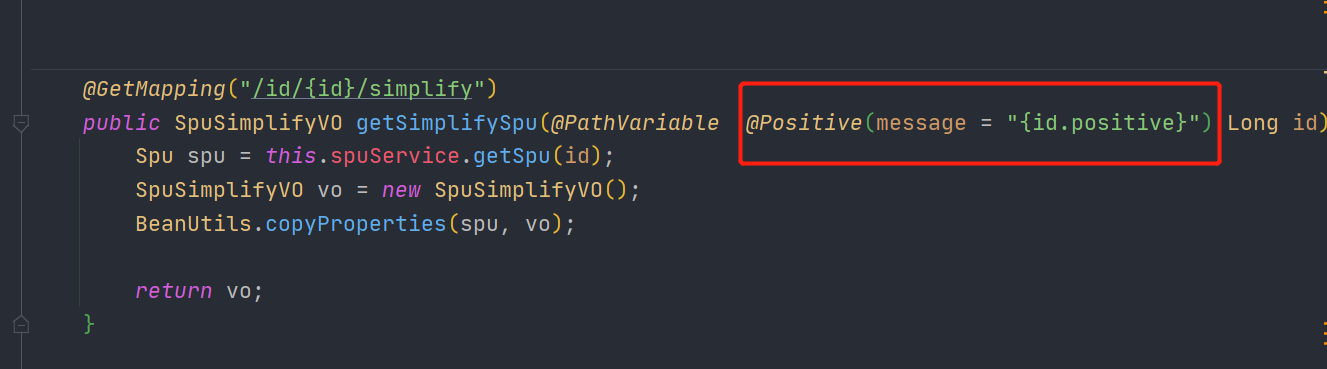 @GetMapping("/id/{id}/simplify")
public SpuSimplifyVO getSimplifySpu(@PathVariable @Positive(message = "{id.positive}") Long id)
Spu spu = this.spuService.getSpu(id);
SpuSimplifyVO vo = new SpuSimplifyVO();
BeanUtils.copyProperties(spu, vo);
return vo;
}